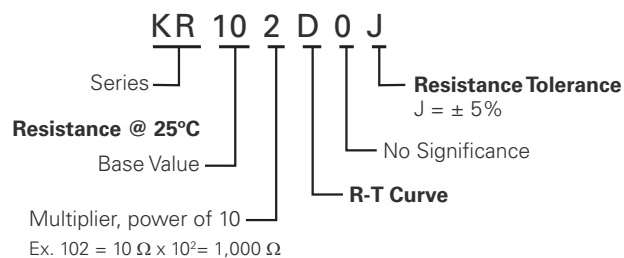 KR 10 2 D 0 J
Series
Resistance Tolerance
J = ± 5%
Resistance @ 25ºC
Base Value
No Significance
R-T Curve
Multiplier, power of 10
Ex. 102 = 10 Ω x 10²= 1,000 Ω